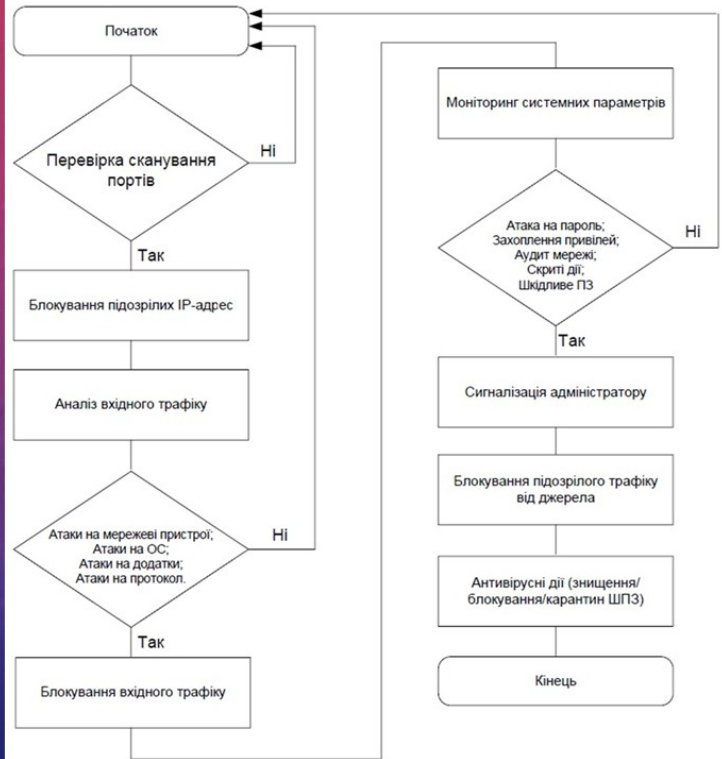 Початок
Перевірка сканування
портів
Ні
Так
Блокування підозрілих IP-адрес
Аналіз вхідного трафіку
Атаки на мережеві пристрої;
Атаки на ОС;
Атаки на додатки;
Атаки на протокол.
Ні
Так
Блокування вхідного трафіку
Моніторинг системних параметрів
Атака на пароль;
Захоплення привілей;
Аудит мережі;
Скриті дії;
Шкідливе ПЗ
Ні
Так
Сигналізація адміністратору
Блокування підозрілого трафіку
від джерела
Антивірусні дії (знищення/
блокування/карантин ШПЗ)
Кінець